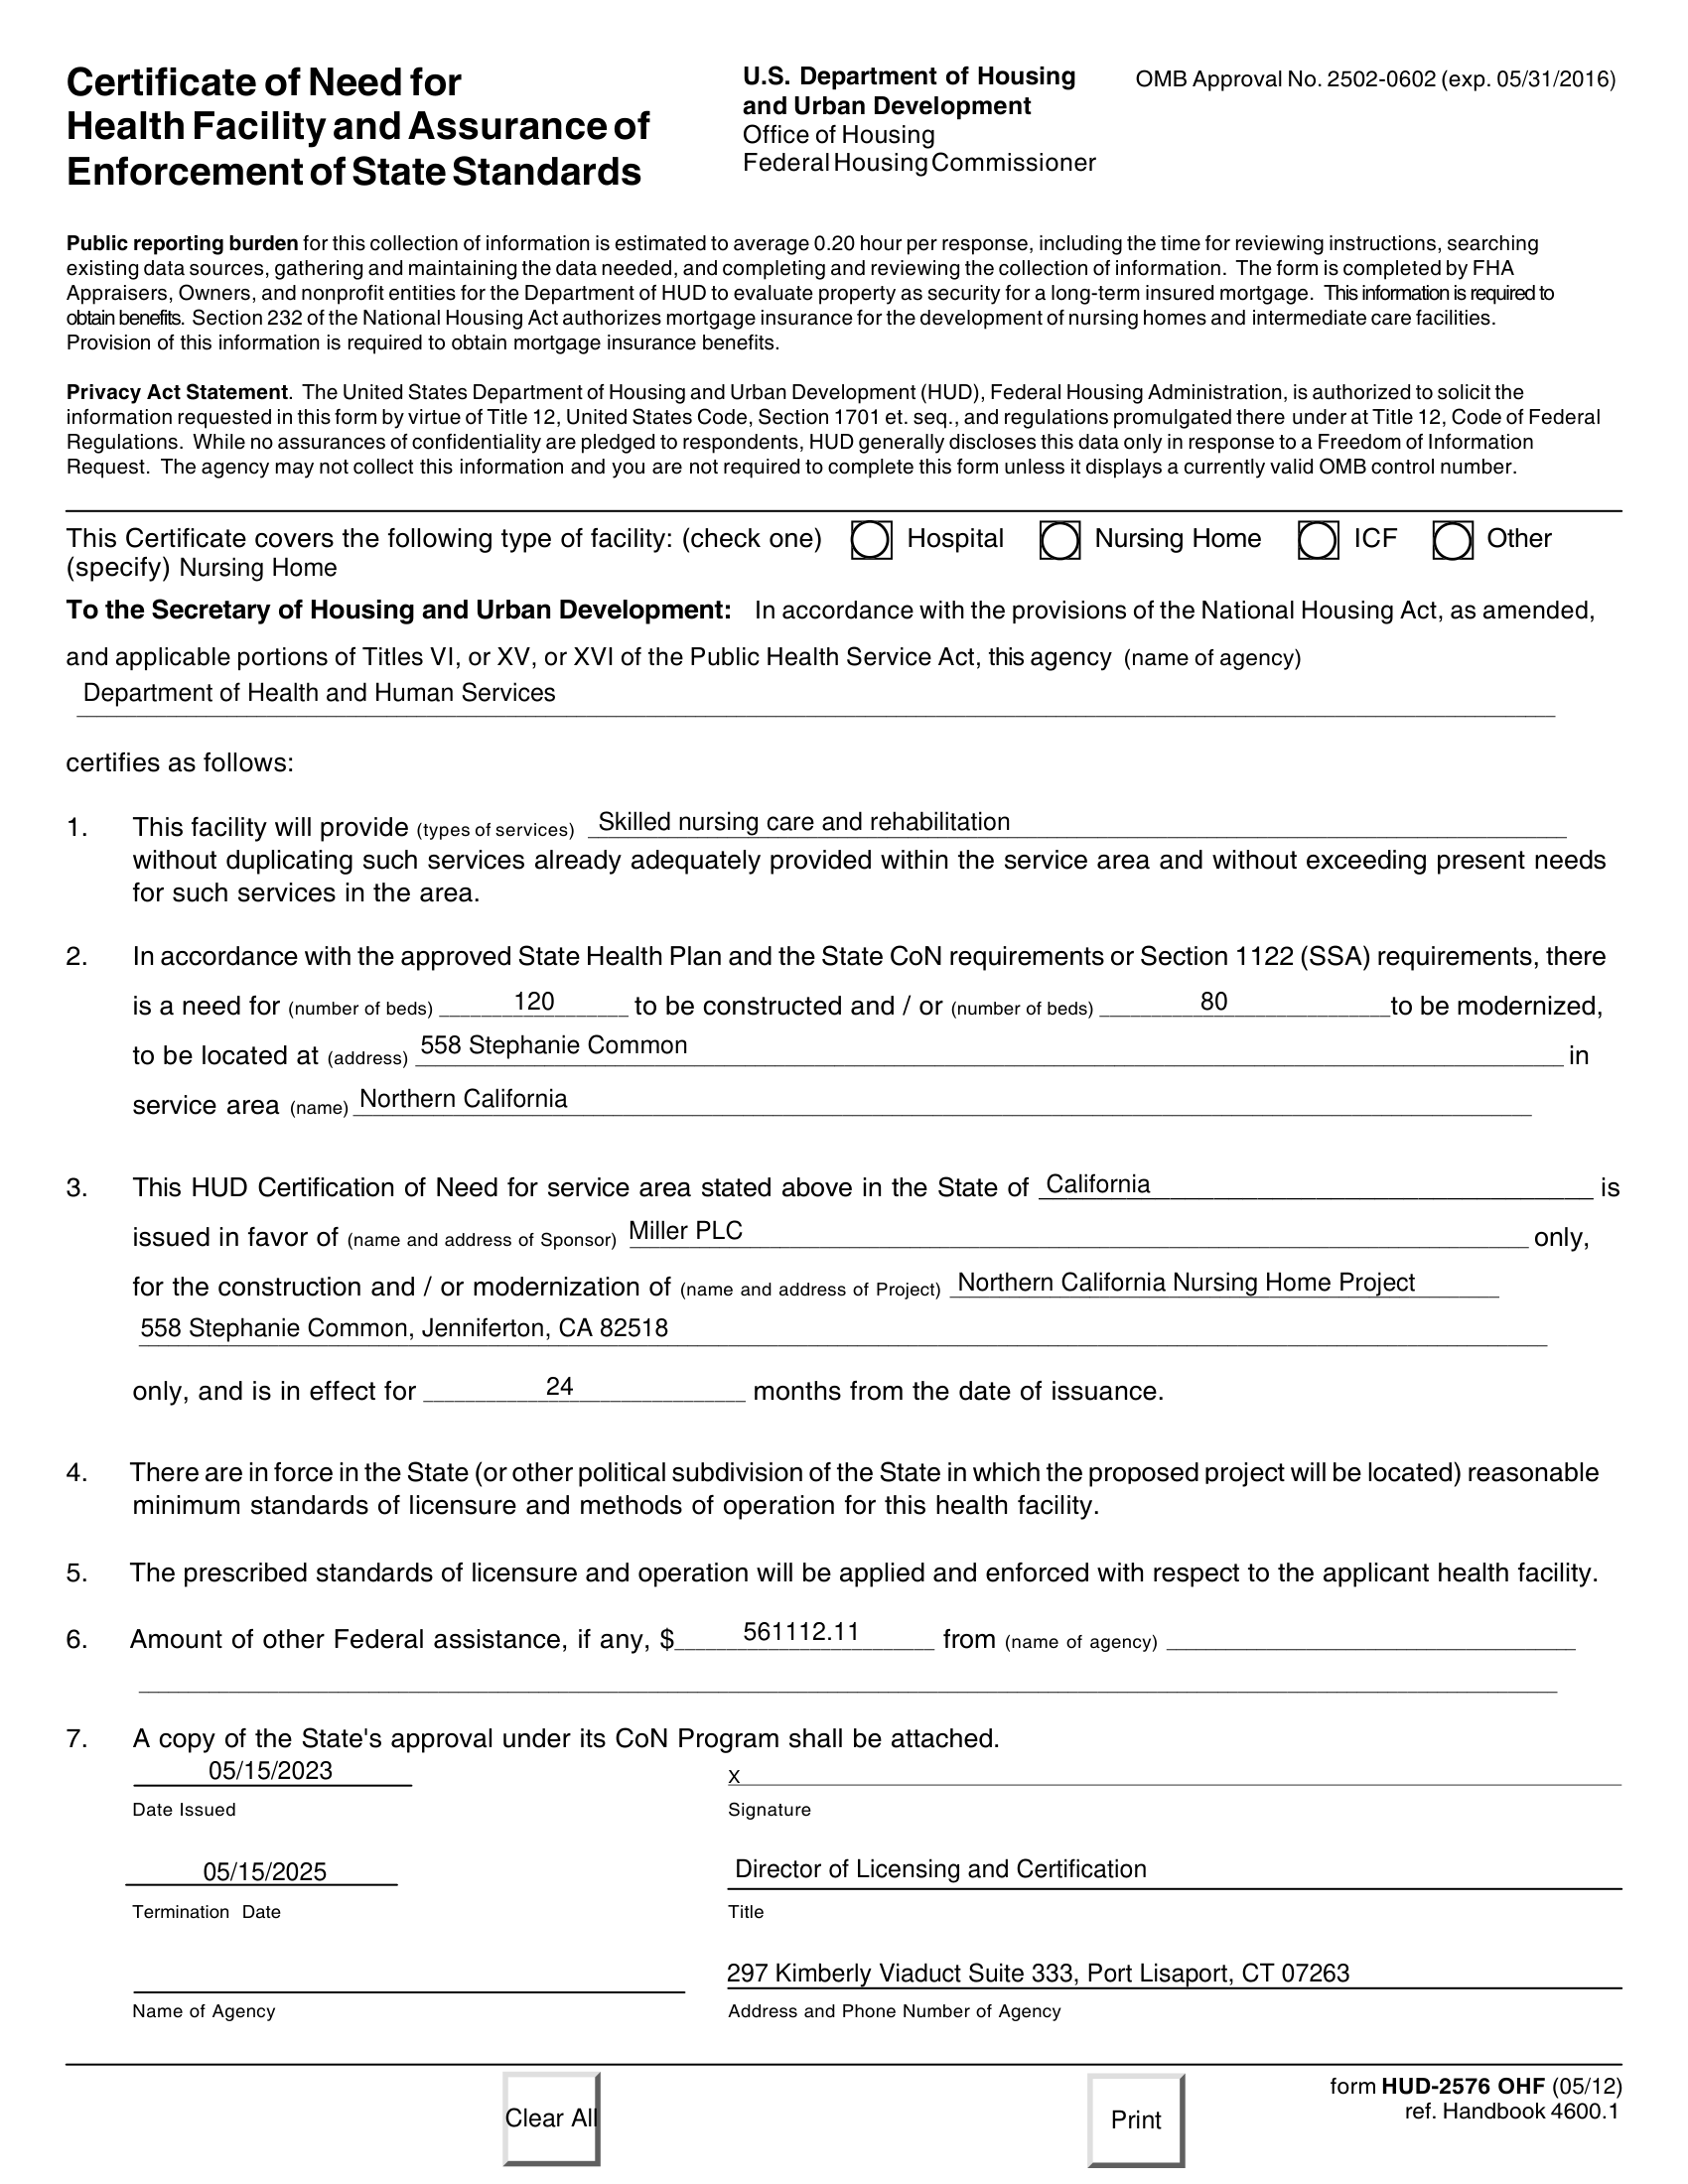 Certificate of Need for
Health Facility and Assurance of
Enforcement of State Standards
U.S. Department of Housing
and Urban Development
Office of Housing
Federal Housing Commissioner
OMB Approval No. 2502-0602 (exp. 05/31/2016)
Public reporting burden for this collection of information is estimated to average 0.20 hour per response, including the time for reviewing instructions, searching
existing data sources, gathering and maintaining the data needed, and completing and reviewing the collection of information. The form is completed by FHA
Appraisers, Owners, and nonprofit entities for the Department of HUD to evaluate property as security for a long-term insured mortgage. This information is required to
obtain benefits. Section 232 of the National Housing Act authorizes mortgage insurance for the development of nursing homes and intermediate care facilities.
Provision of this information is required to obtain mortgage insurance benefits.
Privacy Act Statement. The United States Department of Housing and Urban Development (HUD), Federal Housing Administration, is authorized to solicit the
information requested in this form by virtue of Title 12, United States Code, Section 1701 et. seq., and regulations promulgated there under at Title 12, Code of Federal
Regulations. While no assurances of confidentiality are pledged to respondents, HUD generally discloses this data only in response to a Freedom of Information
Request. The agency may not collect this information and you are not required to complete this form unless it displays a currently valid OMB control number.
This Certificate covers the following type of facility: (check one) Hospital Nursing Home ICF Other
(specify) Nursing Home
To the Secretary of Housing and Urban Development: In accordance with the provisions of the National Housing Act, as amended,
and applicable portions of Titles VI, or XV, or XVI of the Public Health Service Act, this agency (name of agency)
Department of Health and Human Services
certifies as follows:
1. This facility will provide (types of services) Skilled nursing care and rehabilitation
without duplicating such services already adequately provided within the service area and without exceeding present needs
for such services in the area.
2. In accordance with the approved State Health Plan and the State CoN requirements or Section 1122 (SSA) requirements, there
is a need for (number of beds) 120 to be constructed and / or (number of beds) 80 to be modernized,
to be located at (address) 558 Stephanie Common in
service area (name) Northern California
3. This HUD Certification of Need for service area stated above in the State of California is
issued in favor of (name and address of Sponsor) Miller PLC only,
for the construction and / or modernization of (name and address of Project) Northern California Nursing Home Project
558 Stephanie Common, Jenniferton, CA 82518
only, and is in effect for 24 months from the date of issuance.
4. There are in force in the State (or other political subdivision of the State in which the proposed project will be located) reasonable
minimum standards of licensure and methods of operation for this health facility.
5. The prescribed standards of licensure and operation will be applied and enforced with respect to the applicant health facility.
6. Amount of other Federal assistance, if any, $ 561112.11 from (name of agency)
7. A copy of the State's approval under its CoN Program shall be attached.
05/15/2023
x
Date Issued
Signature
05/15/2025
Director of Licensing and Certification
Termination Date
Title
297 Kimberly Viaduct Suite 333, Port Lisaport, CT 07263
Name of Agency
Address and Phone Number of Agency
Clear All
Print
form HUD-2576 OHF (05/12)
ref. Handbook 4600.1